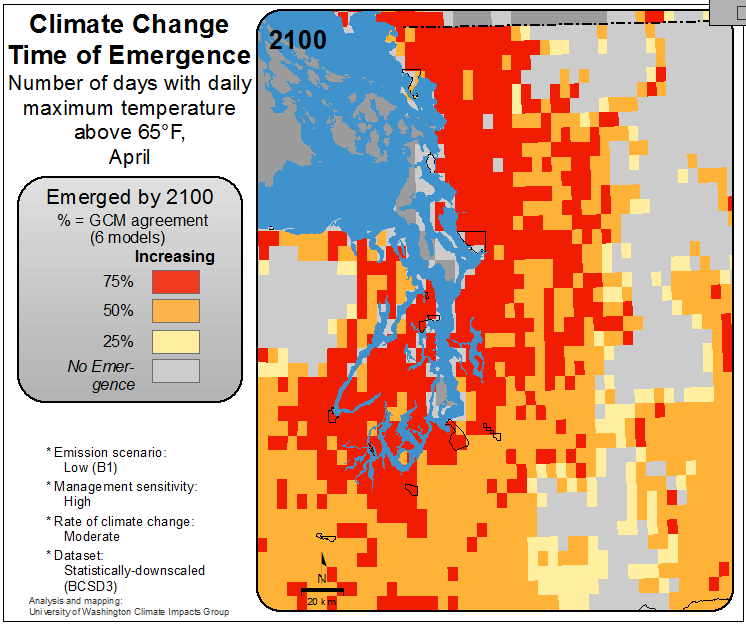 Climate Change
Time of Emergence
Number of days with daily
maximum temperature
above 65°F,
April
2100
Emerged by 2100
% = GCM agreement
(6 models)
Increasing
75%
50%
25%
No Emer-
gence
* Emission scenario:
Low (B1)
* Management sensitivity:
High
* Rate of climate change:
Moderate
* Dataset:
Statistically-downscaled
(BCSD3)
Analysis and mapping:
University of Washington Climate Impacts Group
N
20 km